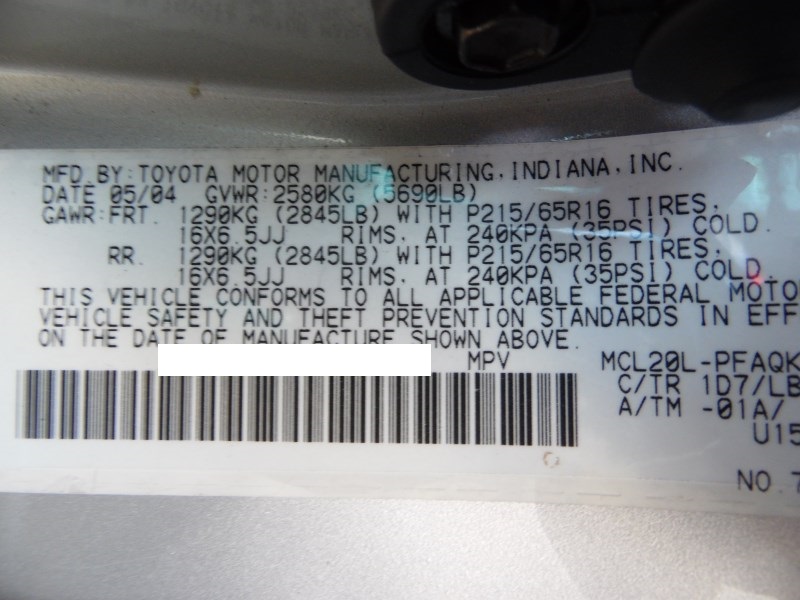 MFD.BY:TOYOTA MOTOR MANUFACTURING,INDIANA,INC.
DATE 05/04 GVWR:2580KG (5690LB)
GAWR:FRT. 1290KG (2845LB) WITH P215/65R16 TIRES,
16X6.5JJ RIMS, AT 240KPA (35PSI) COLD.
RR. 1290KG (2845LB) WITH P215/65R16 TIRES,
16X6.5JJ RIMS, AT 240KPA (35PSI) COLD.
THIS VEHICLE CONFORMS TO ALL APPLICABLE FEDERAL MOTO
VEHICLE SAFETY AND THEFT PREVENTION STANDARDS IN EFF
ON THE DATE OF MANUFACTURE SHOWN ABOVE.
MPV MCL20L-PFAQK
C/TR 1D7/LB
A/TM -01A/
U15
NO.7